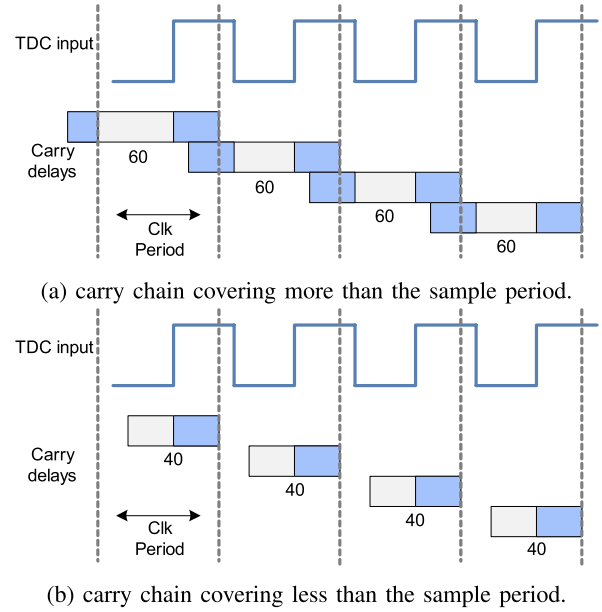 TDC input
Carry
delays
60
60
60
60
Clk
Period
(a) carry chain covering more than the sample period.
TDC input
Carry
delays
40
40
40
40
Clk
Period
(b) carry chain covering less than the sample period.